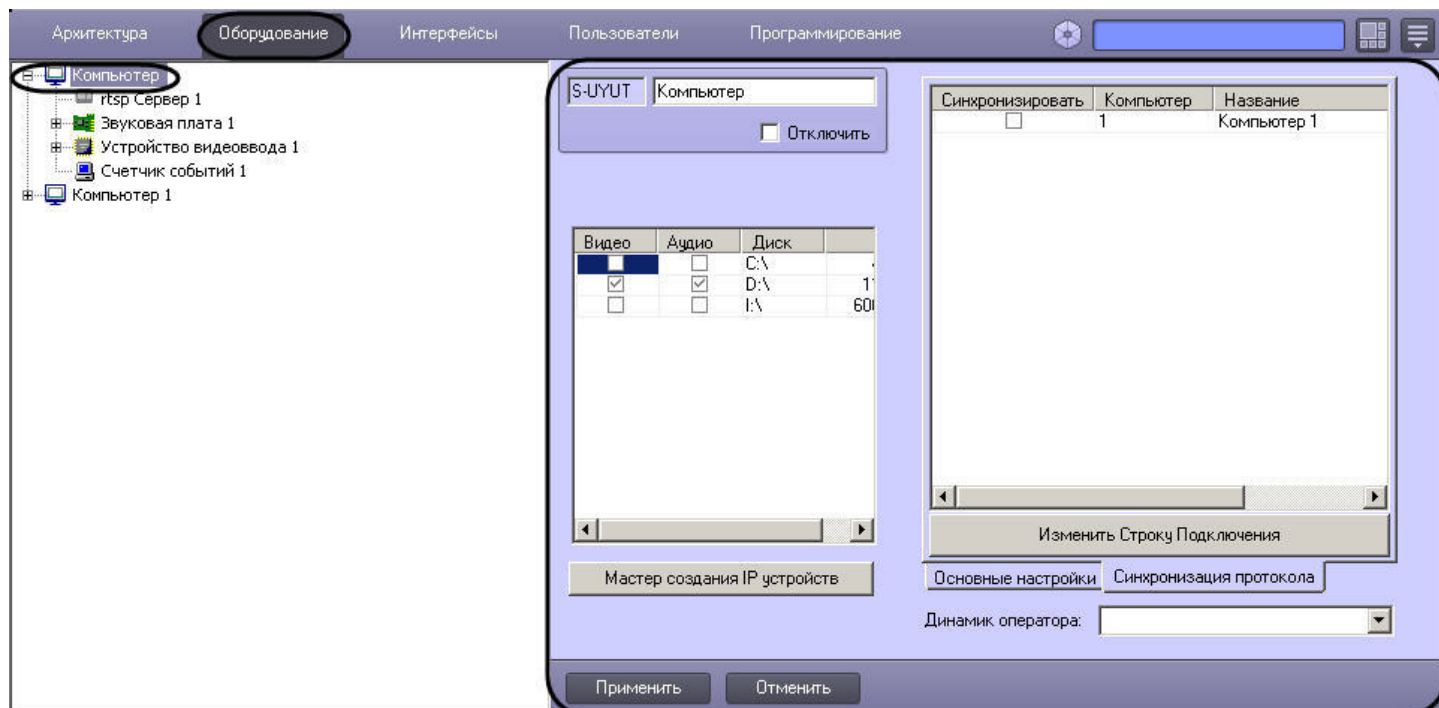 Архитектура Оборудование Интерфейсы Пользователи Программирование
Компьютер
rtsp Сервер 1
Звуковая плата 1
Устройство видеоввода 1
Счетчик событий 1
Компьютер 1
S-UYUT Компьютер
Отключить
Видео Аудио Диск
C:\
D:\ 1
I:\ 60
Мастер создания IP устройств
Синхронизировать Компьютер Название
1 Компьютер 1
Изменить Строку Подключения
Основные настройки Синхронизация протокола
Динамик оператора:
Применить Отменить